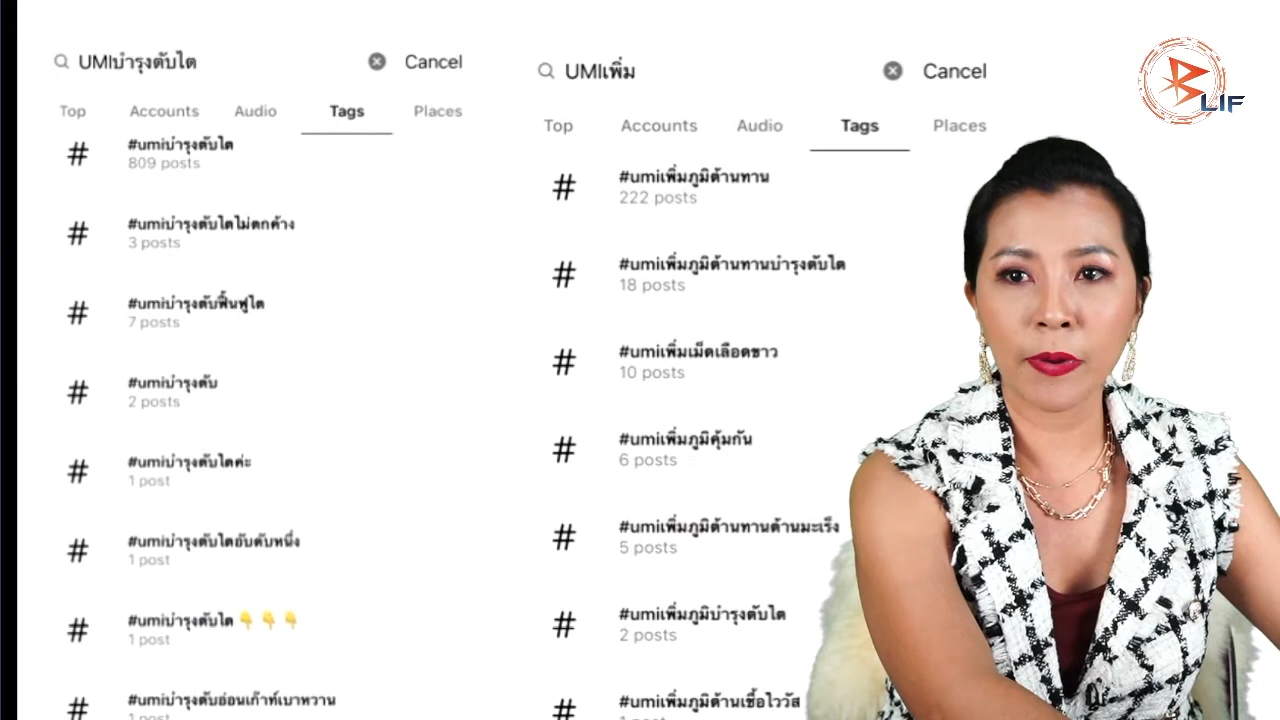 UMIบำรุงตับไต
Cancel
Top
Accounts
Audio
Tags
Places
#umiบำรุงตับไต
809 posts
#umiบำรุงตับไตไม่ตกค้าง
3 posts
#umiบำรุงตับฟื้นฟูไต
7 posts
#umiบำรุงตับ
2 posts
#umiบำรุงตับไตค่ะ
1 post
#umiบำรุงตับไตอันดับหนึ่ง
1 post
#umiบำรุงตับไต👇👇👇
1 post
#umiบำรุงตับอ่อนเก๊าท์เบาหวาน
1 post
UMIเพิ่ม
Cancel
Top
Accounts
Audio
Tags
Places
#umiเพิ่มภูมิต้านทาน
222 posts
#umiเพิ่มภูมิต้านทานบำรุงตับไต
18 posts
#umiเพิ่มเม็ดเลือดขาว
10 posts
#umiเพิ่มภูมิคุ้มกัน
6 posts
#umiเพิ่มภูมิต้านทานต้านมะเร็ง
5 posts
#umiเพิ่มภูมิบำรุงตับไต
2 posts
#umiเพิ่มภูมิต้านเชื้อไวรัส
1 post
B LIF